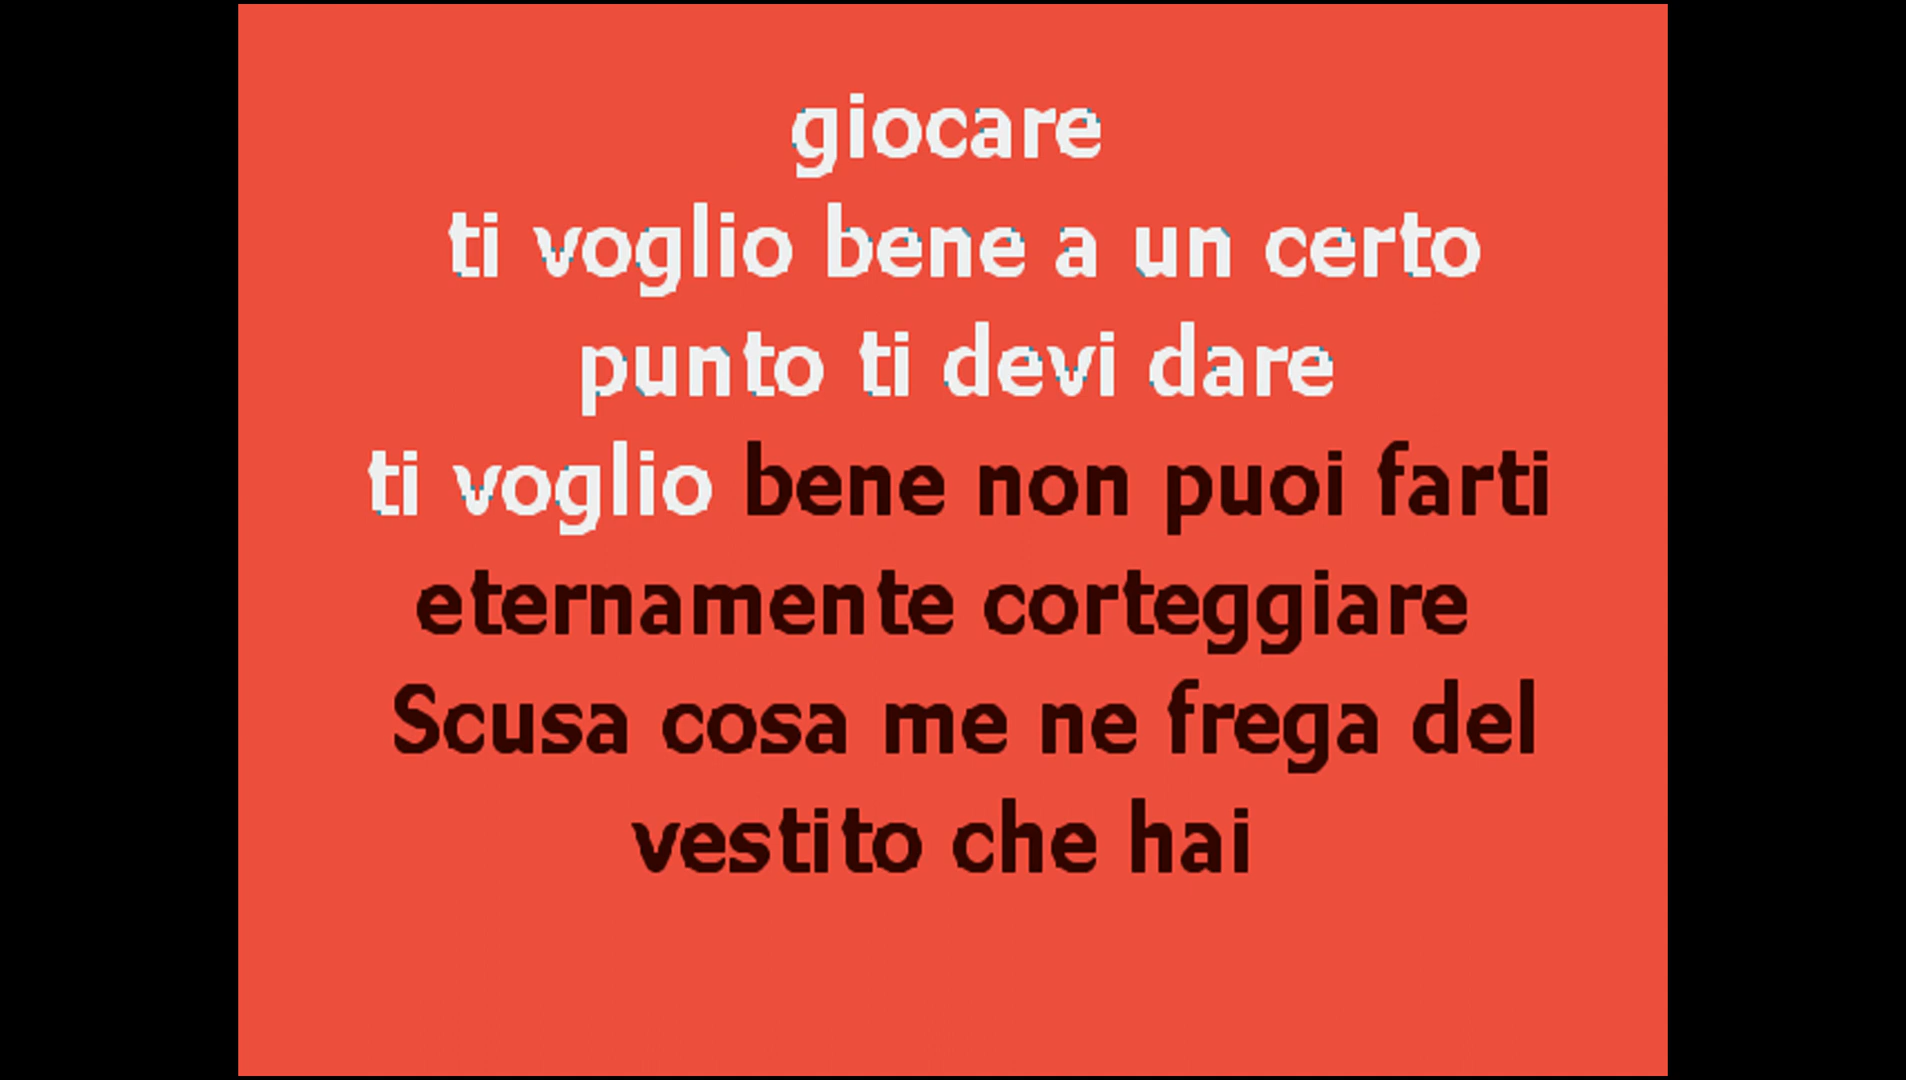 giocare
ti voglio bene a un certo
punto ti devi dare
ti voglio bene non puoi farti
eternamente corteggiare
Scusa cosa me ne frega del
vestito che hai